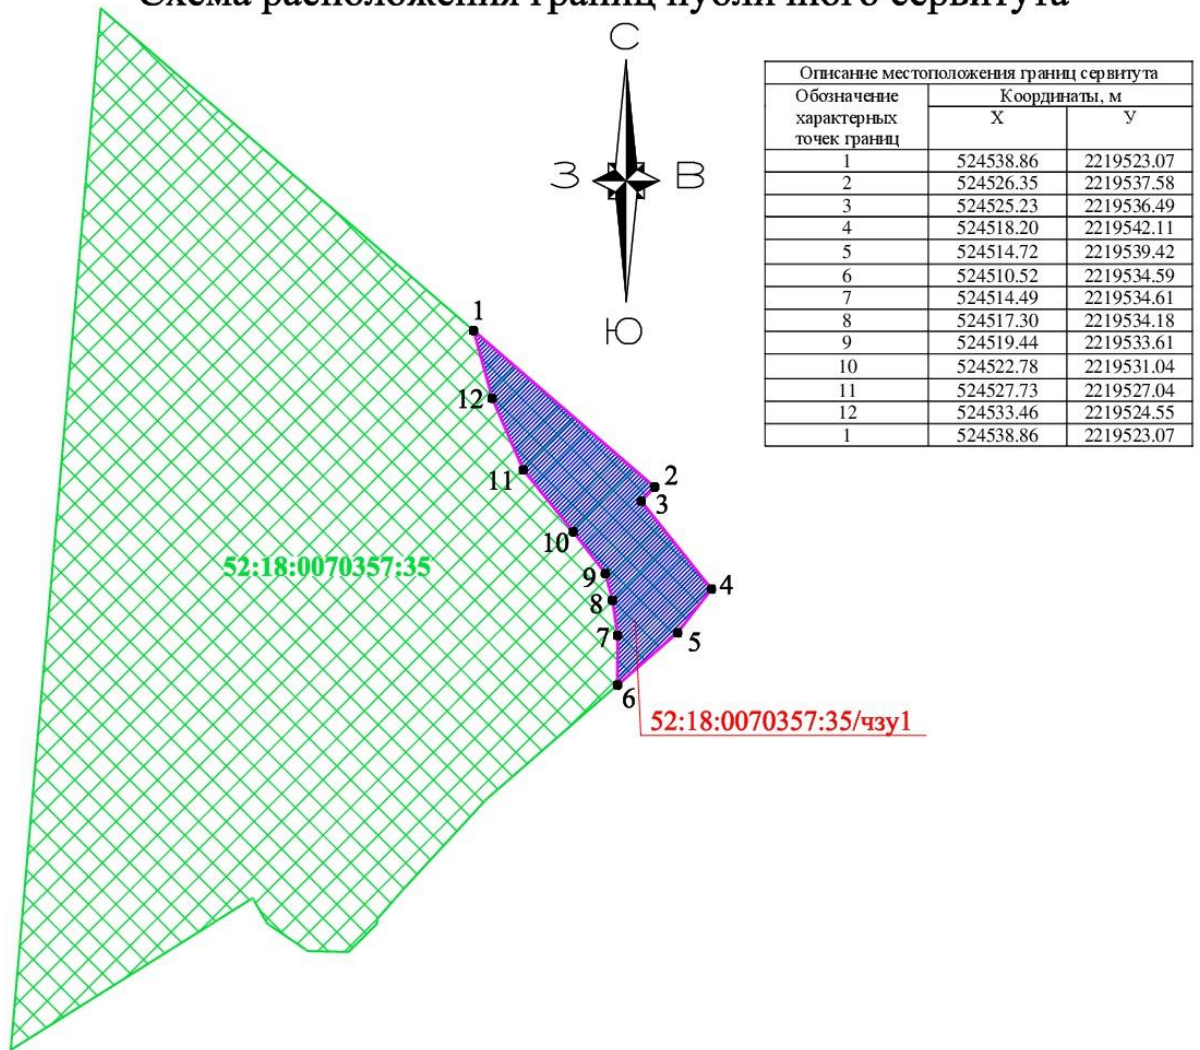 Схема расположения границ публичного сервитута
С
З
В
Ю
Описание местоположения границ сервитута
Обозначение характерных точек границ
Координаты, м
X
У
1 524538.86 2219523.07
2 524526.35 2219537.58
3 524525.23 2219536.49
4 524518.20 2219542.11
5 524514.72 2219539.42
6 524510.52 2219534.59
7 524514.49 2219534.61
8 524517.30 2219534.18
9 524519.44 2219533.61
10 524522.78 2219531.04
11 524527.73 2219527.04
12 524533.46 2219524.55
1 524538.86 2219523.07
1
12
2
11
3
10
52:18:0070357:35
9
4
8
7
5
6
52:18:0070357:35/чзу1